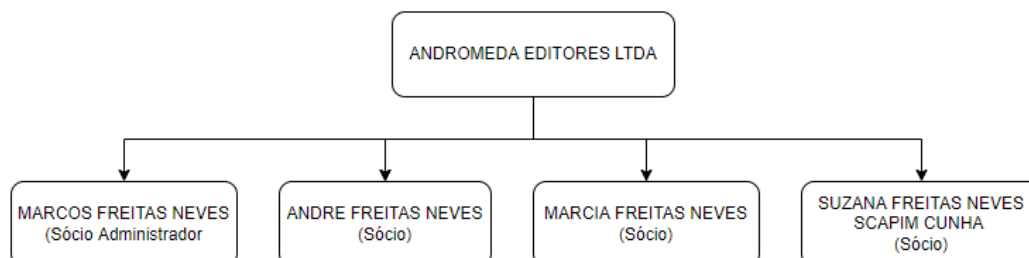 ANDROMEDA EDITORES LTDA
MARCOS FREITAS NEVES
(Sócio Administrador
ANDRE FREITAS NEVES
(Sócio)
MARCIA FREITAS NEVES
(Sócio)
SUZANA FREITAS NEVES
SCAPIM CUNHA
(Sócio)